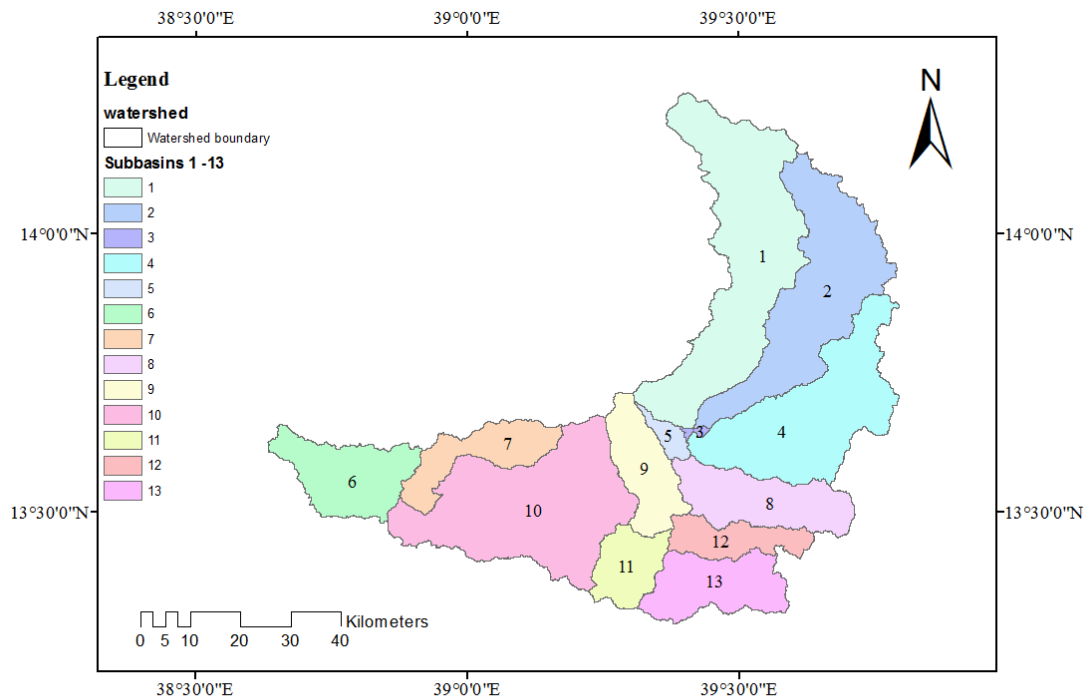 38°30'0"E 39°0'0"E 39°30'0"E
Legend
watershed
Watershed boundary
Subbasins 1 -13
1
2
3
4
5
6
7
8
9
10
11
12
13
N
14°0'0"N 14°0'0"N
13°30'0"N 13°30'0"N
1
2
3
4
5
6
7
8
9
10
11
12
13
Kilometers
0 5 10 20 30 40
38°30'0"E 39°0'0"E 39°30'0"E